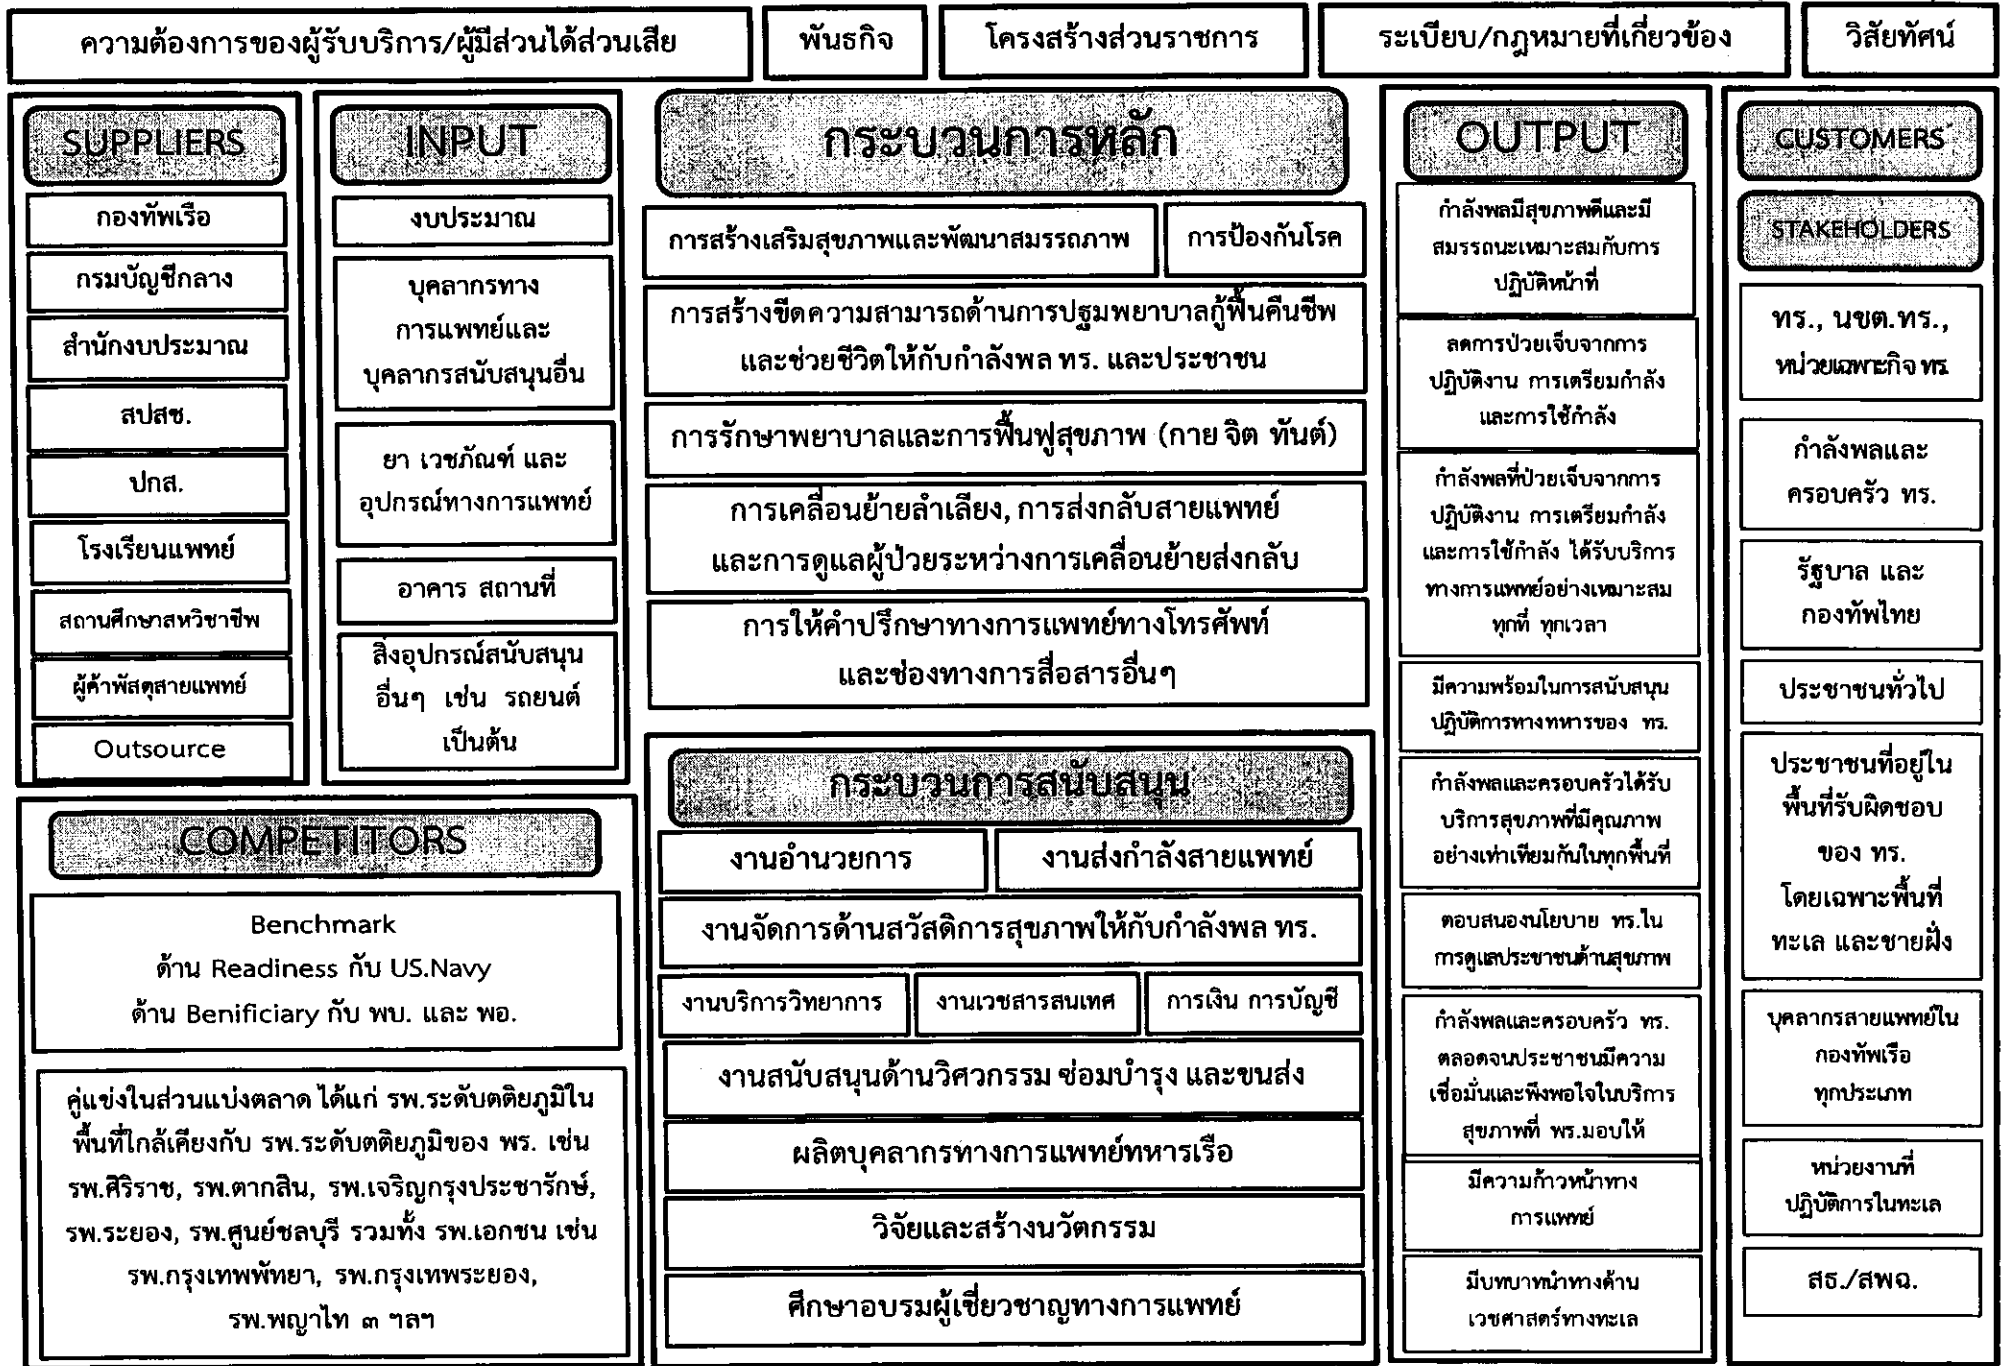 ความต้องการของผู้รับบริการ/ผู้มีส่วนได้ส่วนเสีย
พันธกิจ
โครงสร้างส่วนราชการ
ระเบียบ/กฎหมายที่เกี่ยวข้อง
วิสัยทัศน์
SUPPLIERS
กองทัพเรือ
กรมบัญชีกลาง
สำนักงบประมาณ
สปสช.
ปกส.
โรงเรียนแพทย์
สถานศึกษาสหวิชาชีพ
ผู้ค้าพัสดุสายแพทย์
Outsource
INPUT
งบประมาณ
บุคลากรทาง
การแพทย์และ
บุคลากรสนับสนุนอื่น
ยา เวชภัณฑ์ และ
อุปกรณ์ทางการแพทย์
อาคาร สถานที่
สิ่งอุปกรณ์สนับสนุน
อื่นๆ เช่น รถยนต์
เป็นต้น
COMPETITORS
Benchmark
ด้าน Readiness กับ US.Navy
ด้าน Benificiary กับ พบ. และ พอ.
คู่แข่งในส่วนแบ่งตลาด ได้แก่ รพ.ระดับตติยภูมิใน
พื้นที่ใกล้เคียงกับ รพ.ระดับตติยภูมิของ พร. เช่น
รพ.ศิริราช, รพ.ตากสิน, รพ.เจริญกรุงประชารักษ์,
รพ.ระยอง, รพ.ศูนย์ชลบุรี รวมทั้ง รพ.เอกชน เช่น
รพ.กรุงเทพพัทยา, รพ.กรุงเทพระยอง,
รพ.พญาไท ๓ ฯลฯ
กระบวนการหลัก
การสร้างเสริมสุขภาพและพัฒนาสมรรถภาพ
การป้องกันโรค
การสร้างขีดความสามารถด้านการปฐมพยาบาลกู้ฟื้นคืนชีพ
และช่วยชีวิตให้กับกำลังพล ทร. และประชาชน
การรักษาพยาบาลและการฟื้นฟูสุขภาพ (กาย จิต ทันต์)
การเคลื่อนย้ายลำเลียง, การส่งกลับสายแพทย์
และการดูแลผู้ป่วยระหว่างการเคลื่อนย้ายส่งกลับ
การให้คำปรึกษาทางการแพทย์ทางโทรศัพท์
และช่องทางการสื่อสารอื่นๆ
กระบวนการสนับสนุน
งานอำนวยการ
งานส่งกำลังสายแพทย์
งานจัดการด้านสวัสดิการสุขภาพให้กับกำลังพล ทร.
งานบริการวิทยาการ
งานเวชสารสนเทศ
การเงิน การบัญชี
งานสนับสนุนด้านวิศวกรรม ซ่อมบำรุง และขนส่ง
ผลิตบุคลากรทางการแพทย์ทหารเรือ
วิจัยและสร้างนวัตกรรม
ศึกษาอบรมผู้เชี่ยวชาญทางการแพทย์
OUTPUT
กำลังพลมีสุขภาพดีและมี
สมรรถนะเหมาะสมกับการ
ปฏิบัติหน้าที่
ลดการป่วยเจ็บจากการ
ปฏิบัติงาน การเตรียมกำลัง
และการใช้กำลัง
กำลังพลที่ป่วยเจ็บจากการ
ปฏิบัติงาน การเตรียมกำลัง
และการใช้กำลัง ได้รับบริการ
ทางการแพทย์อย่างเหมาะสม
ทุกที่ ทุกเวลา
มีความพร้อมในการสนับสนุน
ปฏิบัติการทางทหารของ ทร.
กำลังพลและครอบครัวได้รับ
บริการสุขภาพที่มีคุณภาพ
อย่างเท่าเทียมกันในทุกพื้นที่
ตอบสนองนโยบาย ทร.ใน
การดูแลประชาชนด้านสุขภาพ
กำลังพลและครอบครัว ทร.
ตลอดจนประชาชนมีความ
เชื่อมั่นและพึงพอใจในบริการ
สุขภาพที่ พร.มอบให้
มีความก้าวหน้าทาง
การแพทย์
มีบทบาทนำทางด้าน
เวชศาสตร์ทางทะเล
CUSTOMERS
STAKEHOLDERS
ทร., นขต.ทร.,
หน่วยเฉพาะกิจ ทร.
กำลังพลและ
ครอบครัว ทร.
รัฐบาล และ
กองทัพไทย
ประชาชนทั่วไป
ประชาชนที่อยู่ใน
พื้นที่รับผิดชอบ
ของ ทร.
โดยเฉพาะพื้นที่
ทะเล และชายฝั่ง
บุคลากรสายแพทย์ใน
กองทัพเรือ
ทุกประเภท
หน่วยงานที่
ปฏิบัติการในทะเล
สธ./สพฉ.